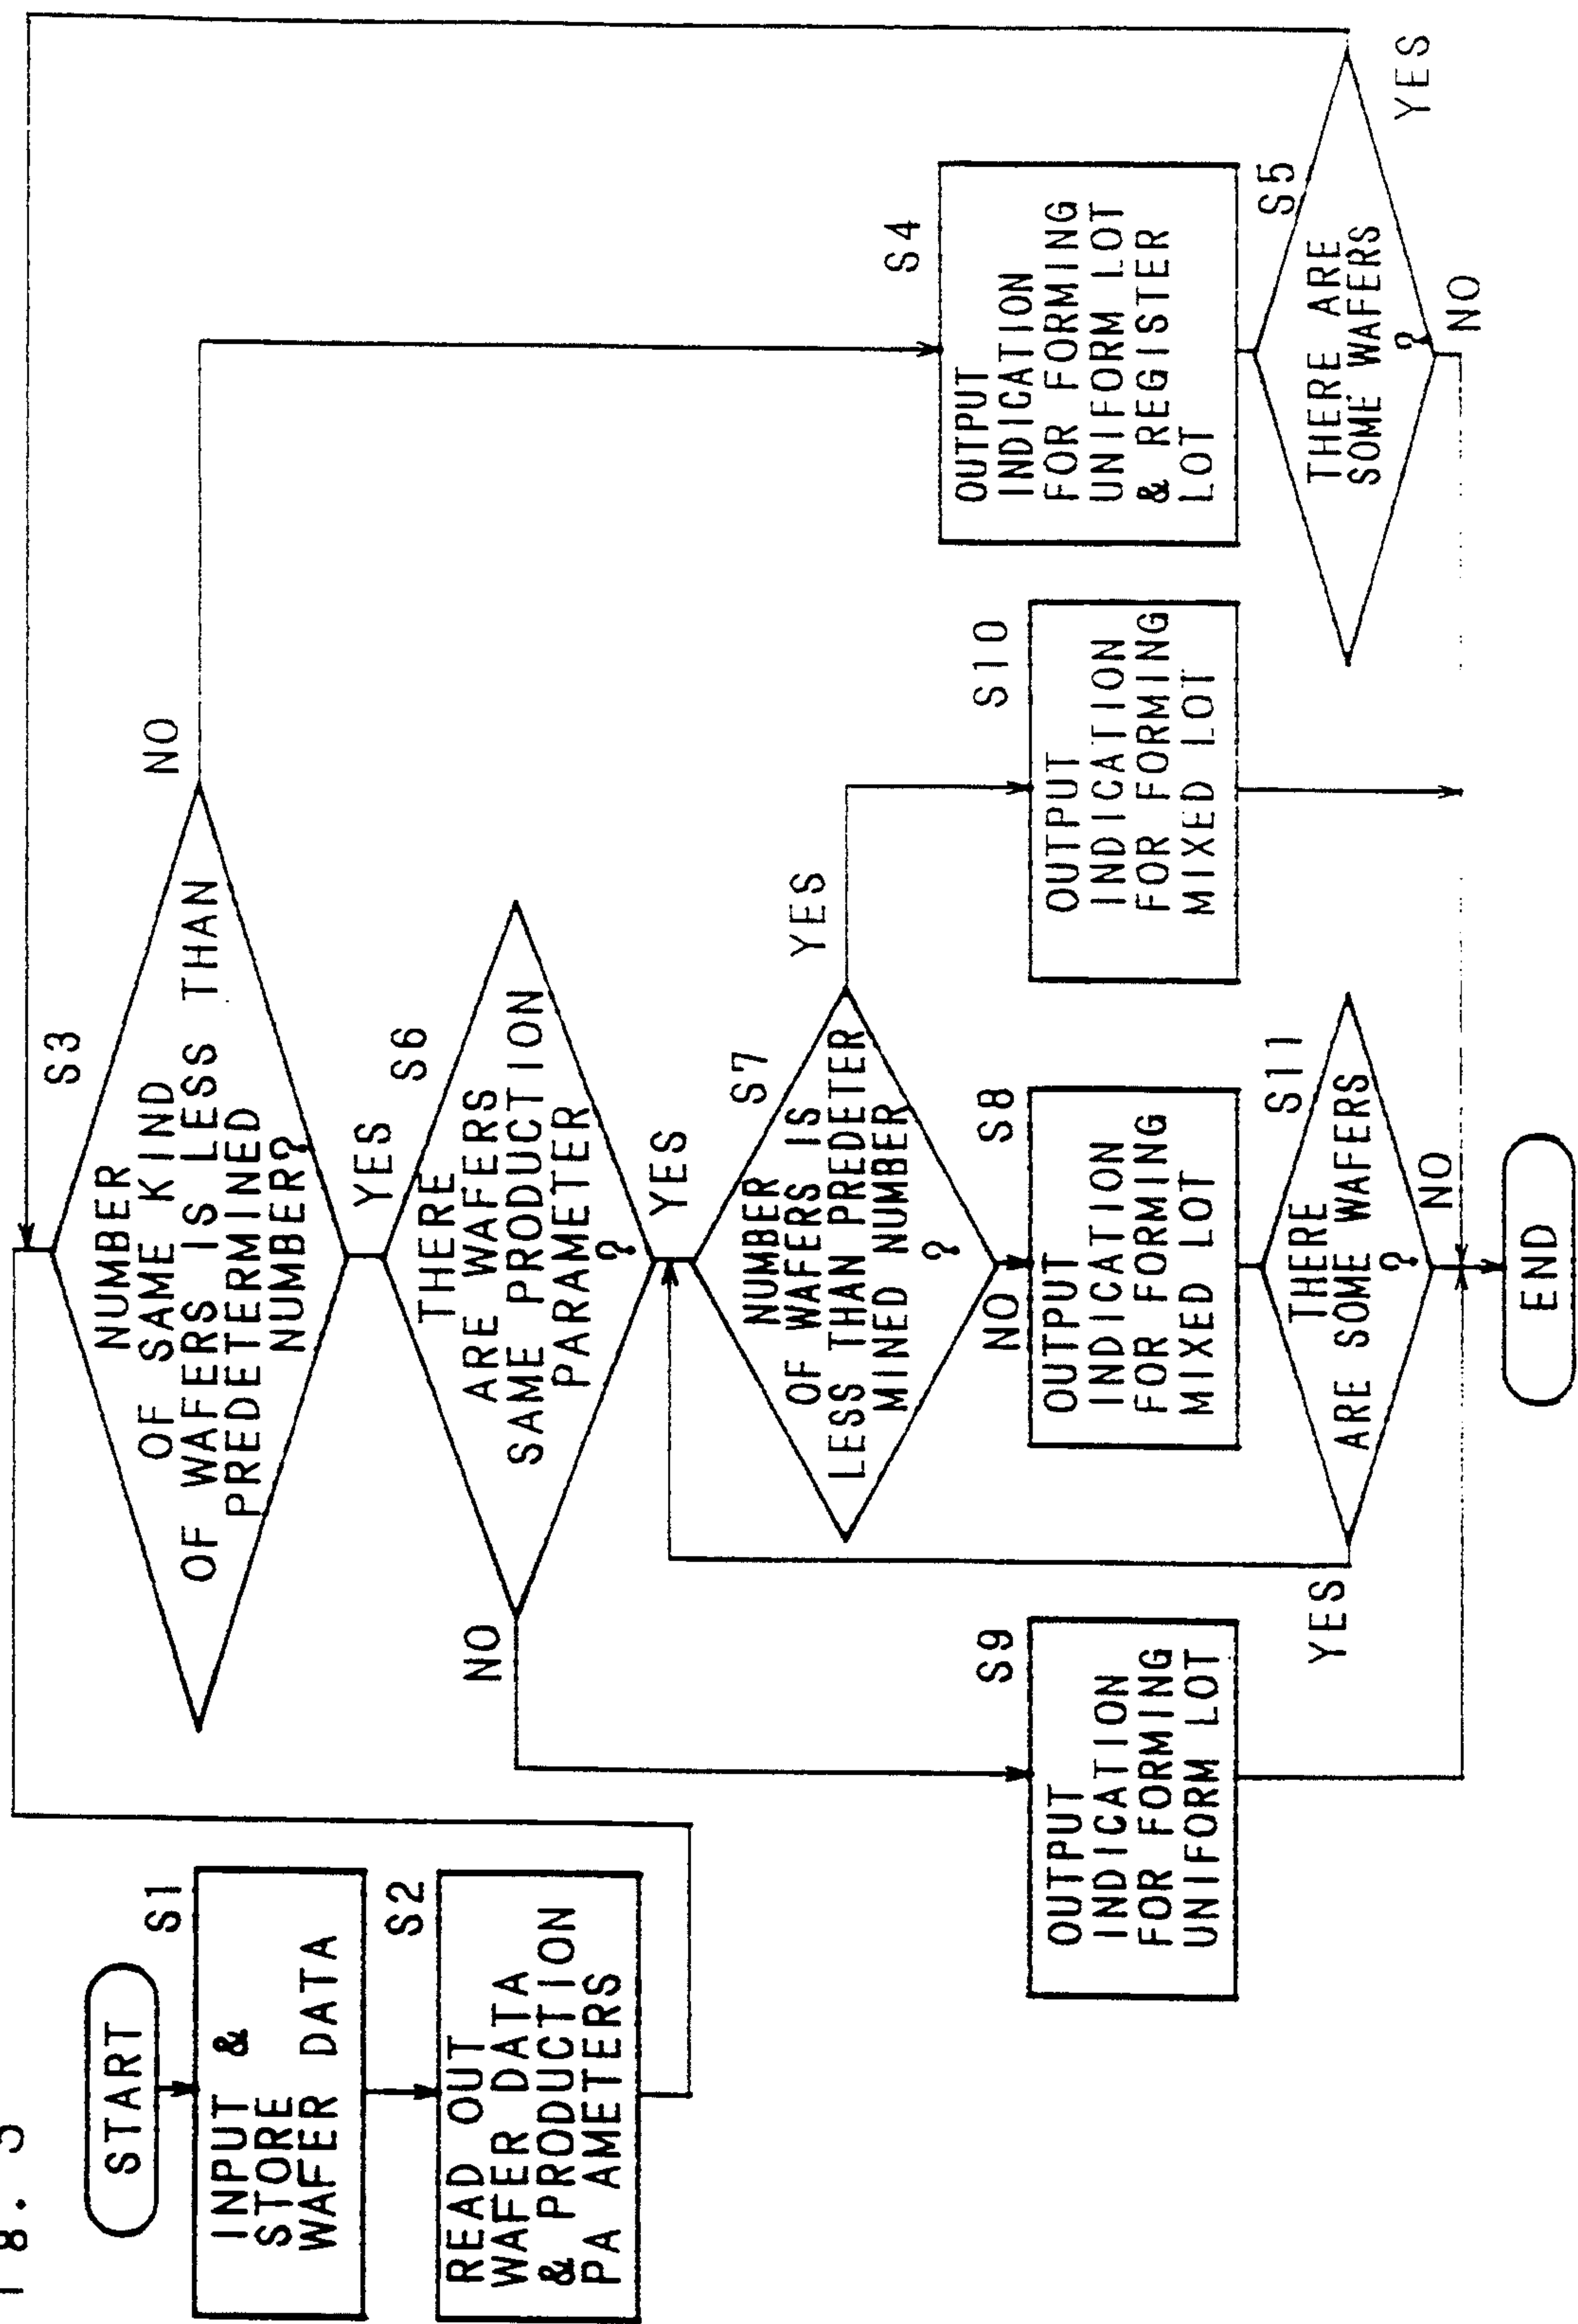 START
S1
INPUT &
STORE
WAFER DATA
S2
READ OUT
WAFER DATA
& PRODUCTION
PA AMETERS
S3
NUMBER
OF SAME KIND
OF WAFERS IS LESS THAN
PREDETERMINED
NUMBER?
NO
YES
S6
THERE
ARE WAFERS
SAME PRODUCTION
PARAMETER
?
NO
YES
S7
NUMBER
OF WAFERS IS
LESS THAN PREDETER
MINED NUMBER
?
YES
NO
S9
OUTPUT
INDICATION
FOR FORMING
UNIFORM LOT
S8
OUTPUT
INDICATION
FOR FORMING
MIXED LOT
S10
OUTPUT
INDICATION
FOR FORMING
MIXED LOT
S4
OUTPUT
INDICATION
FOR FORMING
UNIFORM LOT
& REGISTER
LOT
S11
THERE
ARE SOME WAFERS
?
YES
NO
S5
THERE ARE
SOME WAFERS
?
YES
NO
END